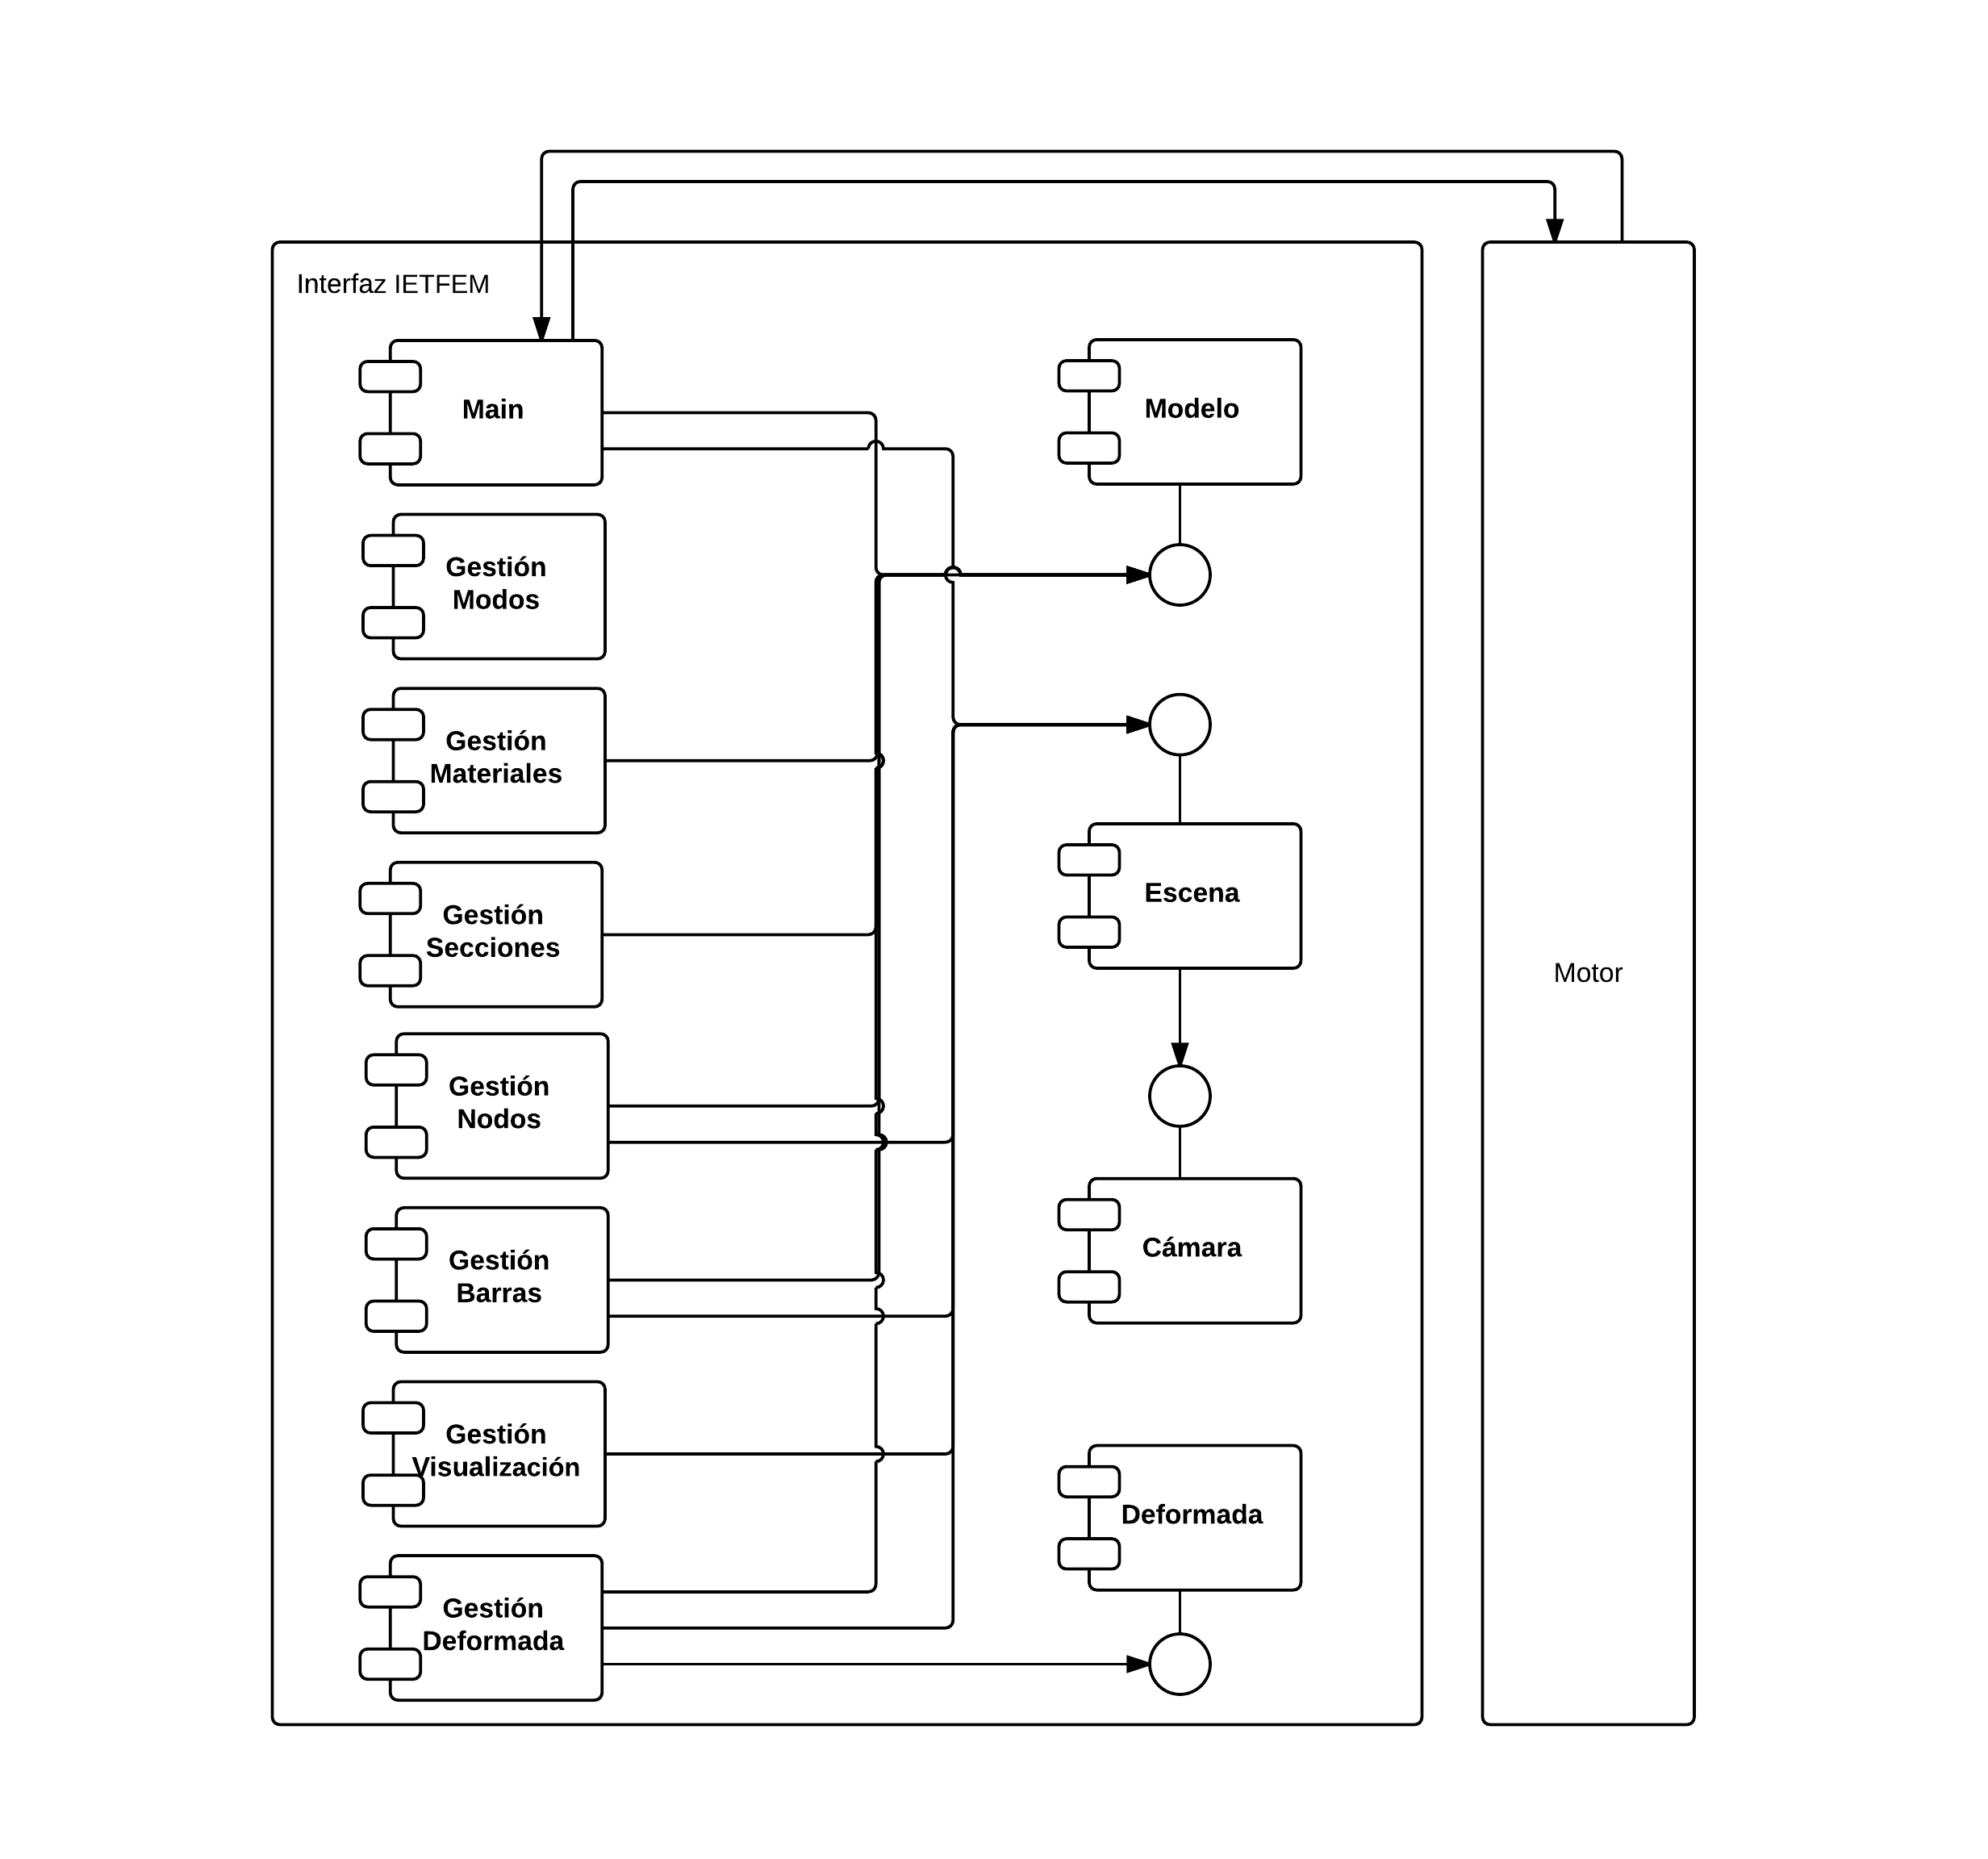 Interfaz IETFEM
Main
Gestión
Modos
Gestión
Materiales
Gestión
Secciones
Gestión
Nodos
Gestión
Barras
Gestión
Visualización
Gestión
Deformada
Modelo
Escena
Cámara
Deformada
Motor